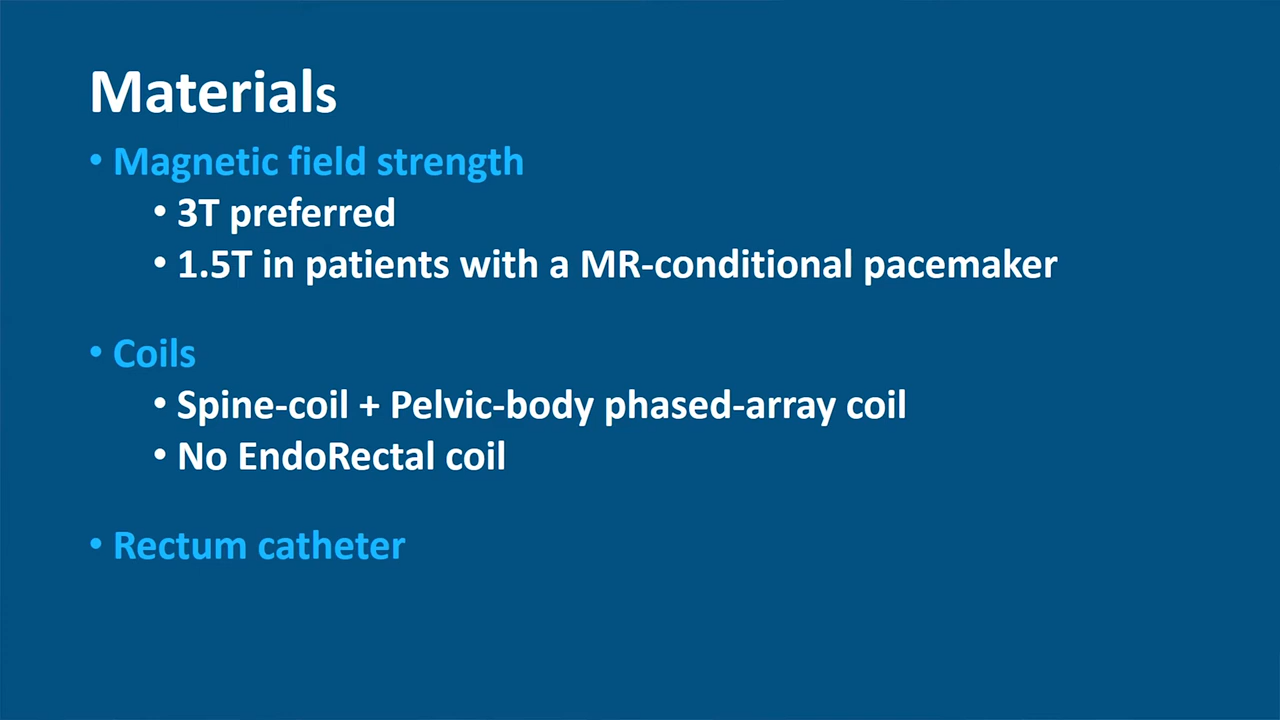 Materials
• Magnetic field strength
• 3T preferred
• 1.5T in patients with a MR-conditional pacemaker
• Coils
• Spine-coil + Pelvic-body phased-array coil
• No EndoRectal coil
• Rectum catheter